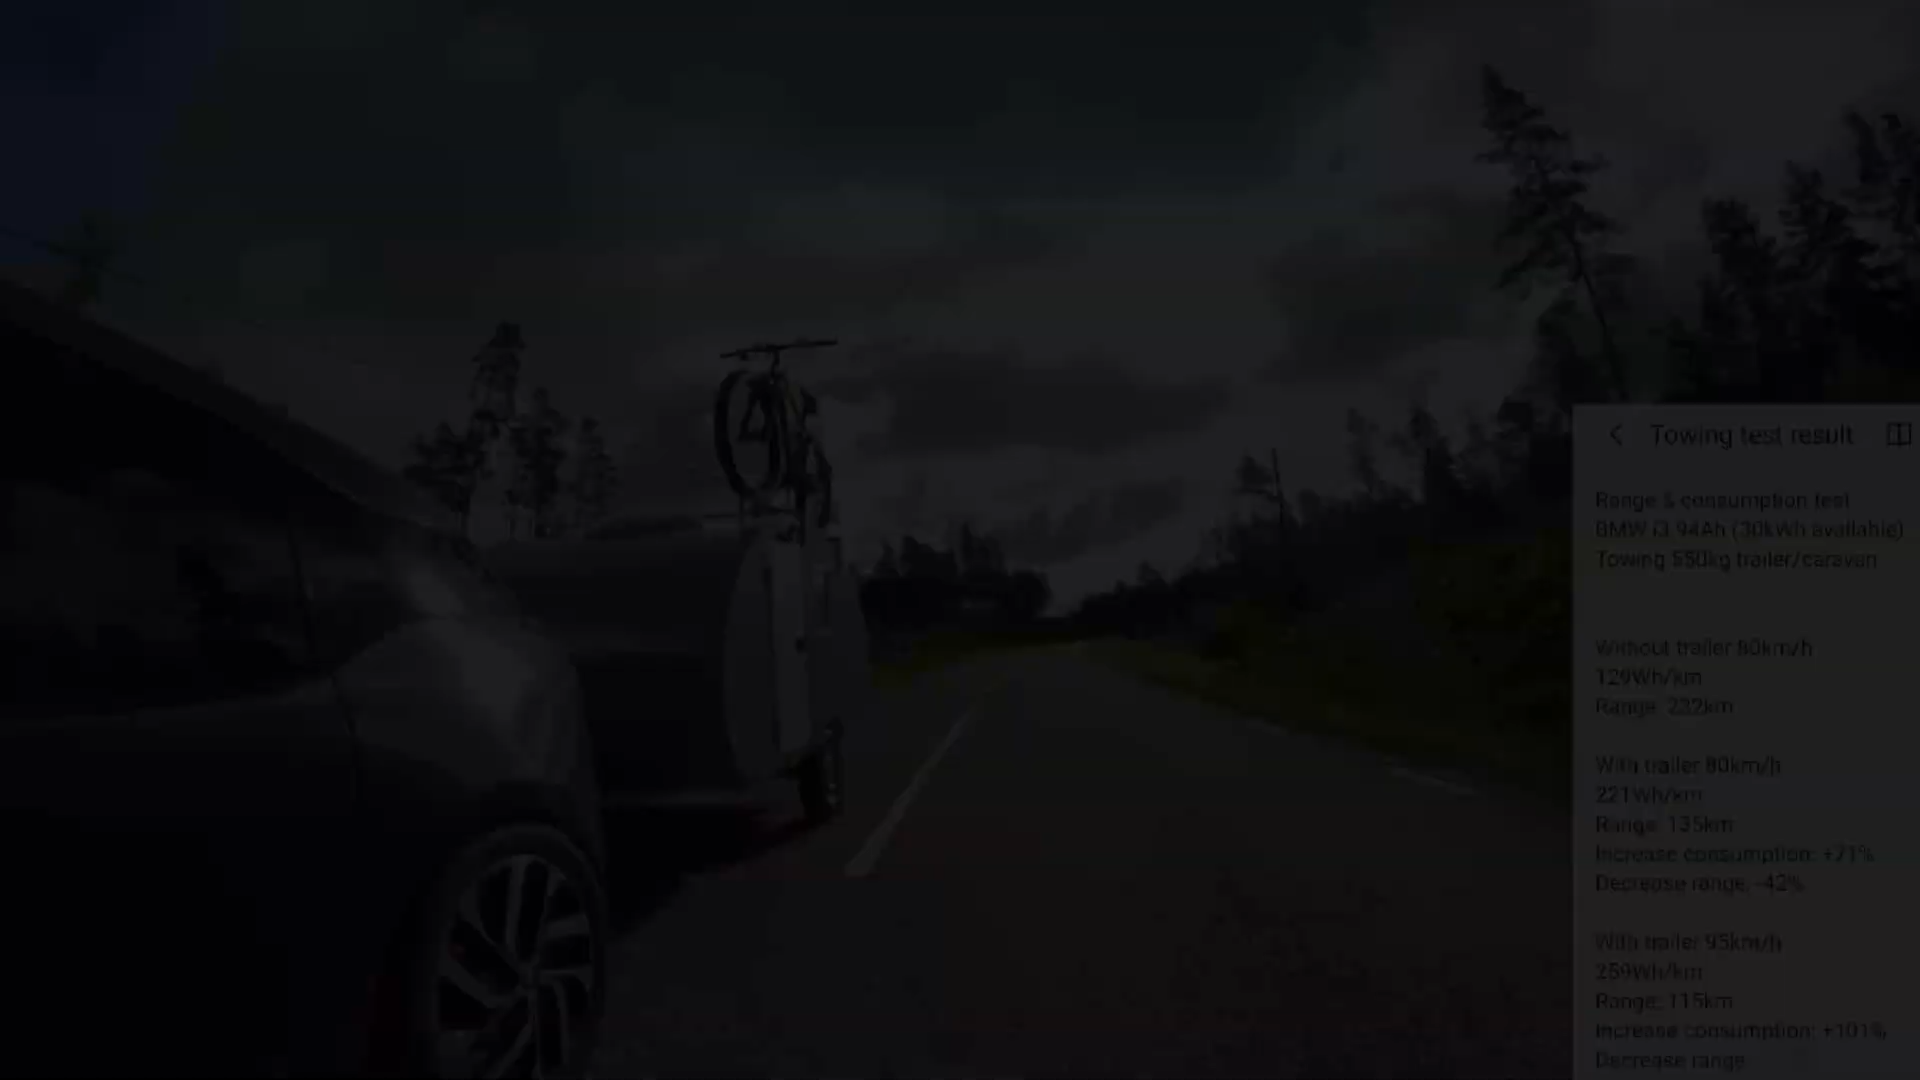 Towing test result
Range & consumption test
BMW i3 94Ah (30kWh available)
Towing 550kg trailer/caravan
Without trailer 80km/h
129Wh/km
Range: 232km
With trailer 80km/h
221Wh/km
Range: 135km
Increase consumption: +71%
Decrease range: -42%
With trailer 95km/h
259Wh/km
Range: 115km
Increase consumption: +101%
Decrease range